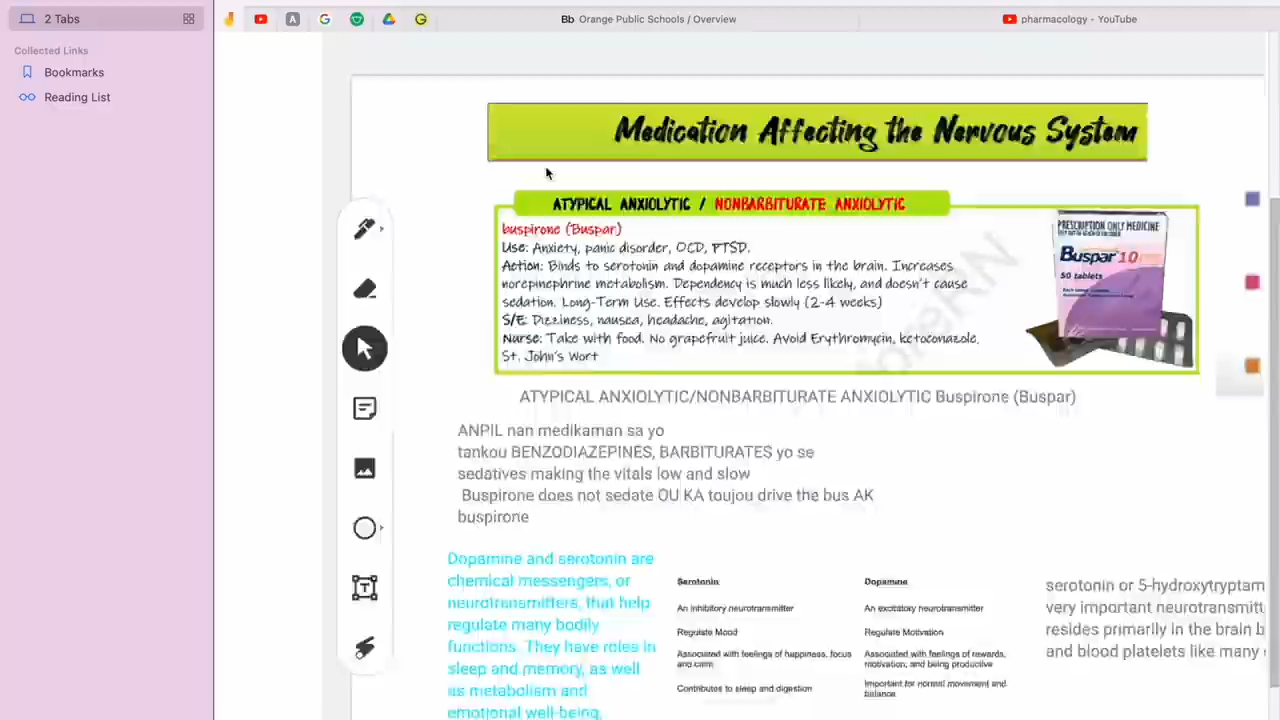 2 Tabs
Collected Links
Bookmarks
Reading List
Bb Orange Public Schools / Overview
pharmacology - YouTube
Medication Affecting the Nervous System
ATYPICAL ANXIOLYTIC / NONBARBITURATE ANXIOLYTIC
buspirone (Buspar)
Use: Anxiety, panic disorder, OCD, PTSD.
Action: Binds to serotonin and dopamine receptors in the brain. Increases
norepinephrine metabolism. Dependency is much less likely, and doesn't cause
sedation. Long-Term Use. Effects develop slowly (2-4 weeks)
S/E: Dizziness, nausea, headache, agitation.
Nurse: Take with food. No grapefruit juice. Avoid Erythromycin, ketoconazole,
St. John's Wort
PRESCRIPTION ONLY MEDICINE
Buspar 10
50 tablets
ATYPICAL ANXIOLYTIC/NONBARBITURATE ANXIOLYTIC Buspirone (Buspar)
ANPIL nan medikaman sa yo
tankou BENZODIAZEPINES, BARBITURATES yo se
sedatives making the vitals low and slow
Buspirone does not sedate OU KA toujou drive the bus AK
buspirone
Dopamine and serotonin are
chemical messengers, or
neurotransmitters, that help
regulate many bodily
functions. They have roles in
sleep and memory, as well
as metabolism and
emotional well-being.
Serotonin
An inhibitory neurotransmitter
Regulate Mood
Associated with feelings of happiness, focus
and calm
Contributes to sleep and digestion
Dopamine
An excitatory neurotransmitter
Regulate Motivation
Associated with feelings of rewards,
motivation, and being productive
Important for normal movement and
balance
serotonin or 5-hydroxytryptam
very important neurotransmitt
resides primarily in the brain b
and blood platelets like many